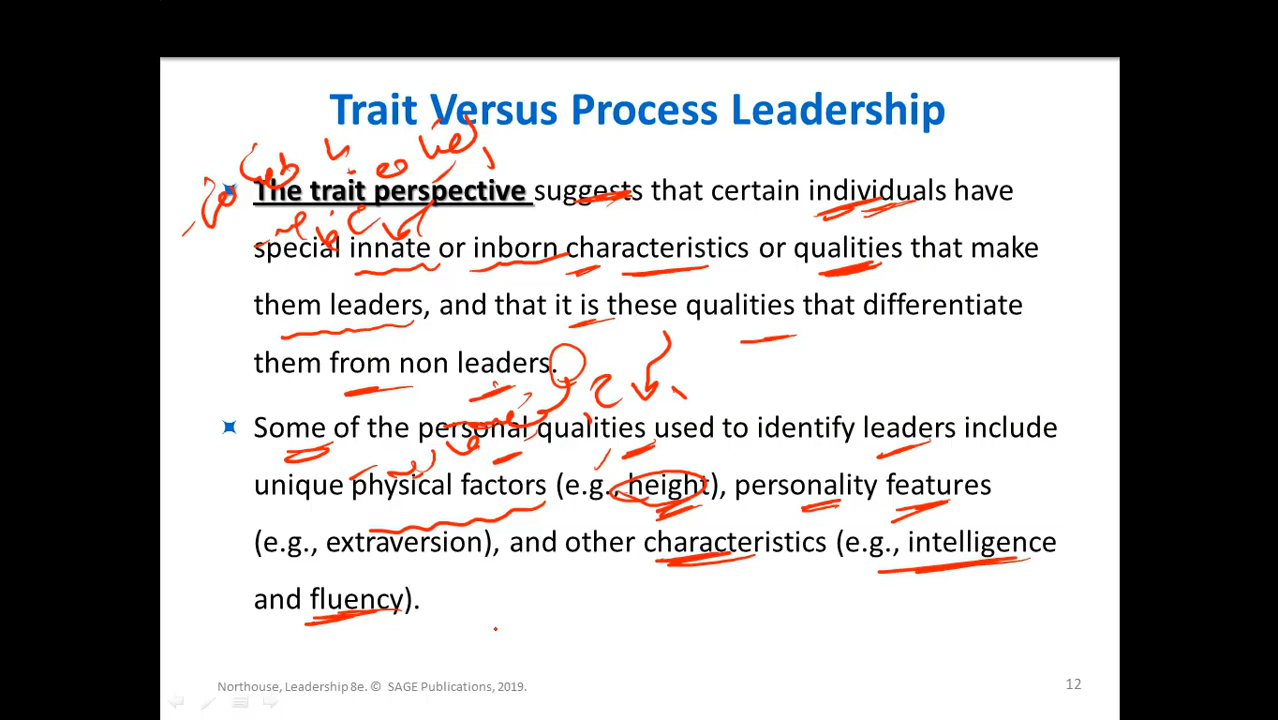 Trait Versus Process Leadership
The trait perspective suggests that certain individuals have
special innate or inborn characteristics or qualities that make
them leaders, and that it is these qualities that differentiate
them from non leaders.
Some of the personal qualities used to identify leaders include
unique physical factors (e.g., height), personality features
(e.g., extraversion), and other characteristics (e.g., intelligence
and fluency).
Northouse, Leadership 8e. © SAGE Publications, 2019.
12